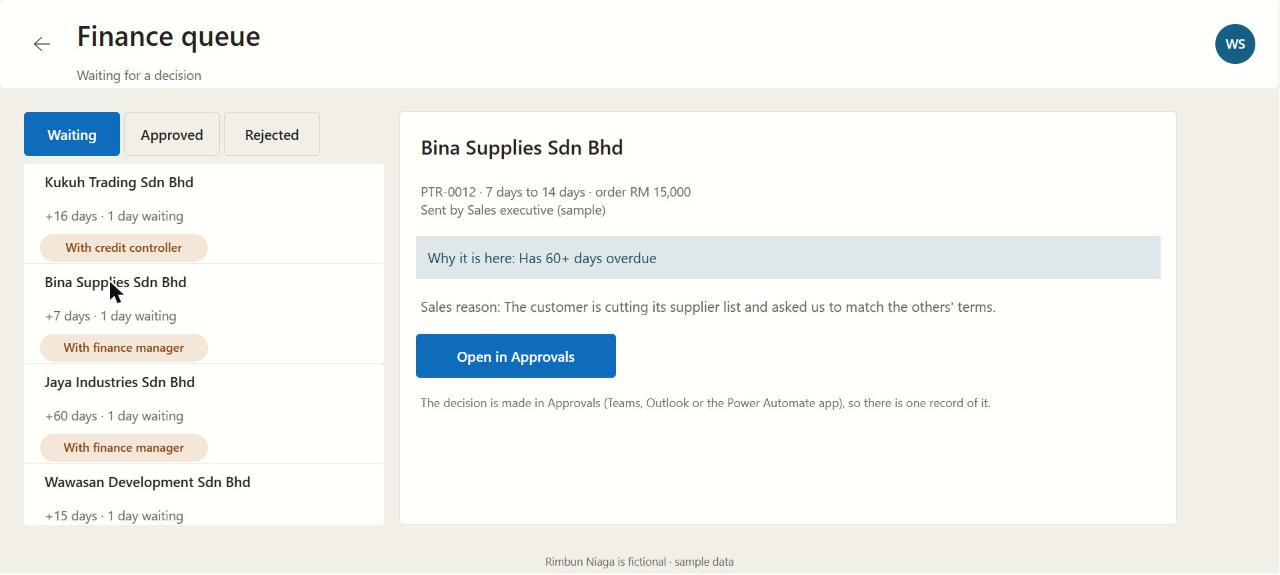 Finance queue
Waiting for a decision
WS
Waiting
Approved
Rejected
Kukuh Trading Sdn Bhd
+16 days · 1 day waiting
With credit controller
Bina Supplies Sdn Bhd
+7 days · 1 day waiting
With finance manager
Jaya Industries Sdn Bhd
+60 days · 1 day waiting
With finance manager
Wawasan Development Sdn Bhd
+15 days · 1 day waiting
Bina Supplies Sdn Bhd
PTR-0012 · 7 days to 14 days · order RM 15,000
Sent by Sales executive (sample)
Why it is here: Has 60+ days overdue
Sales reason: The customer is cutting its supplier list and asked us to match the others' terms.
Open in Approvals
The decision is made in Approvals (Teams, Outlook or the Power Automate app), so there is one record of it.
Rimbun Niaga is fictional · sample data